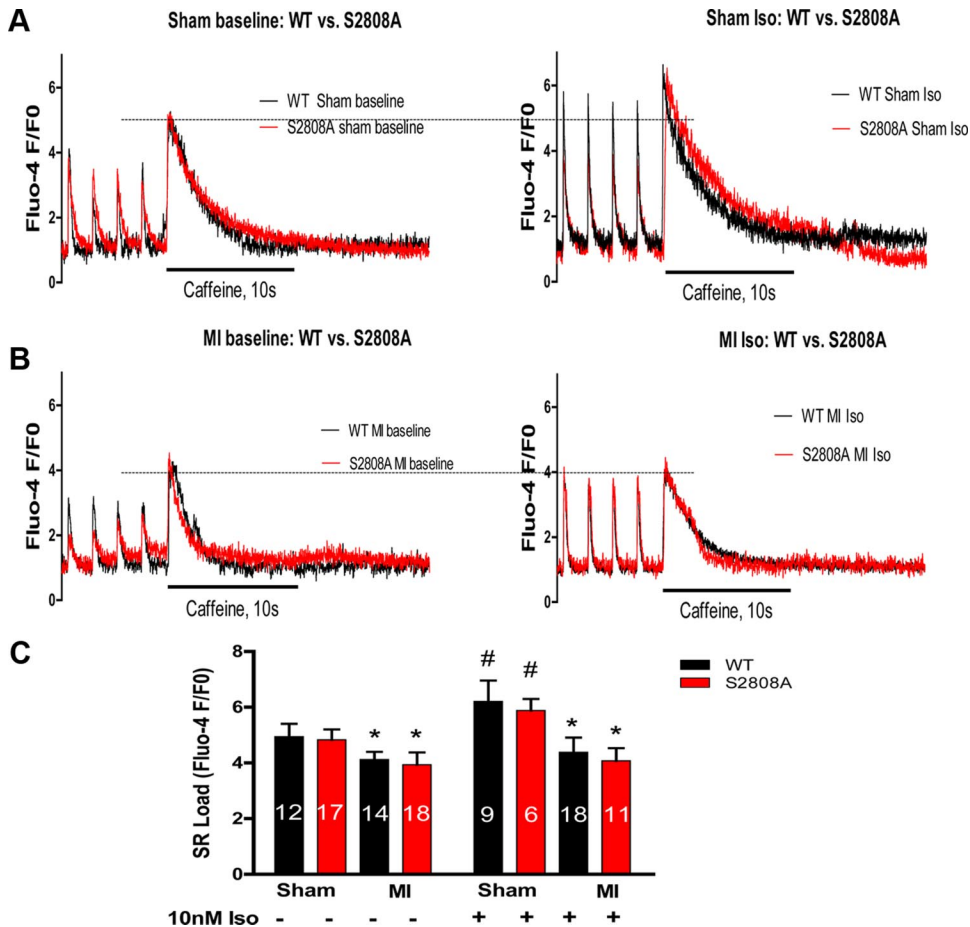 A
Sham baseline: WT vs. S2808A
Sham Iso: WT vs. S2808A
Fluo-4 F/F0
6
4
2
0
WT Sham baseline
S2808A sham baseline
Caffeine, 10s
Fluo-4 F/F0
6
4
2
0
WT Sham Iso
S2808A Sham Iso
Caffeine, 10s
B
MI baseline: WT vs. S2808A
MI Iso: WT vs. S2808A
Fluo-4 F/F0
6
4
2
0
WT MI baseline
S2808A MI baseline
Caffeine, 10s
Fluo-4 F/F0
6
4
2
0
WT MI Iso
S2808A MI Iso
Caffeine, 10s
C
SR Load (Fluo-4 F/F0)
8
6
4
2
0
* * # # * *
12 17 14 18 9 6 18 11
WT
S2808A
Sham MI Sham MI
10nM Iso - - - - + + + +